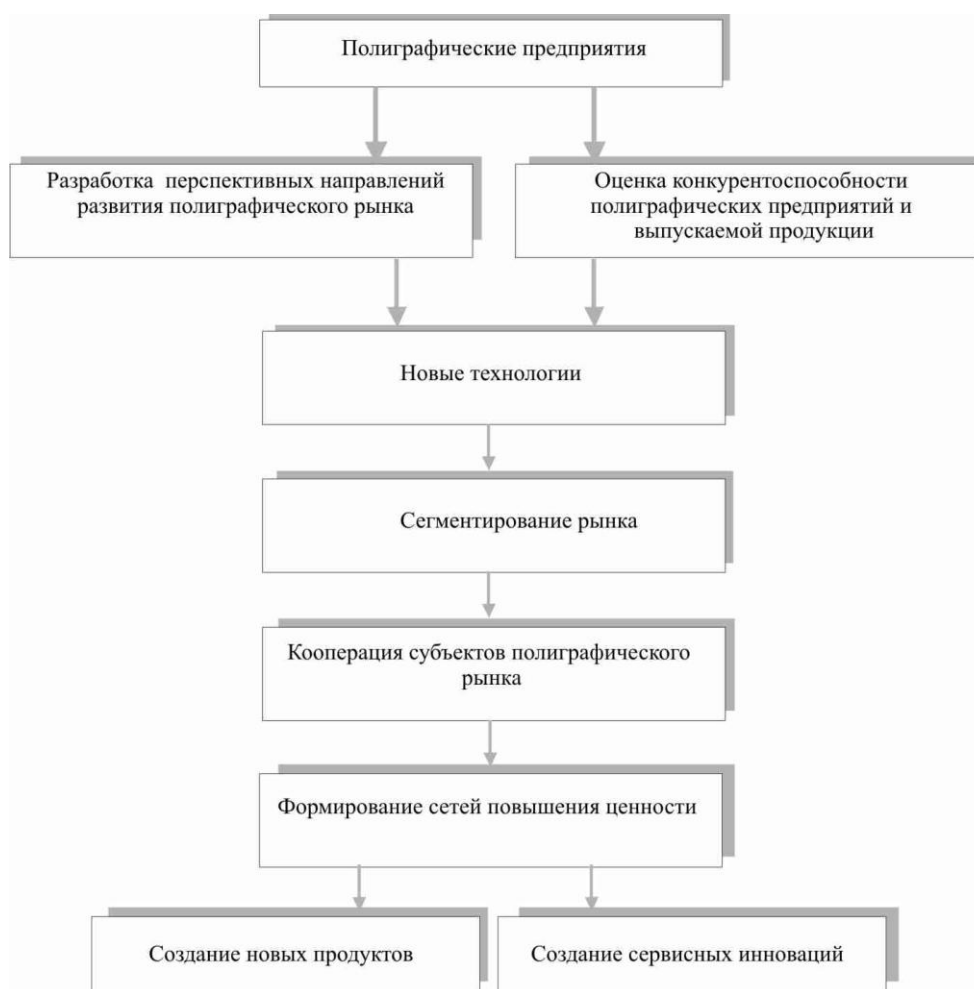 Полиграфические предприятия
Разработка перспективных направлений
развития полиграфического рынка
Оценка конкурентоспособности
полиграфических предприятий и
выпускаемой продукции
Новые технологии
Сегментирование рынка
Кооперация субъектов полиграфического
рынка
Формирование сетей повышения ценности
Создание новых продуктов
Создание сервисных инноваций